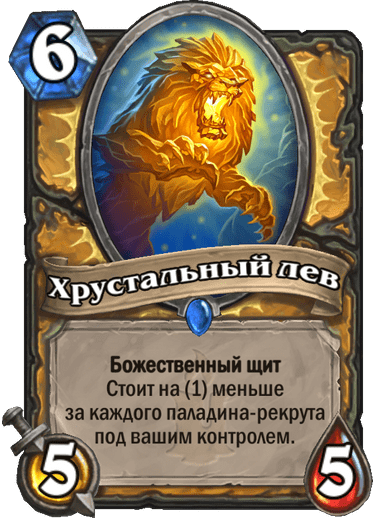 6
Хрустальный лев
Божественный щит
Стоит на (1) меньше
за каждого паладина-рекрута
под вашим контролем.
5
5